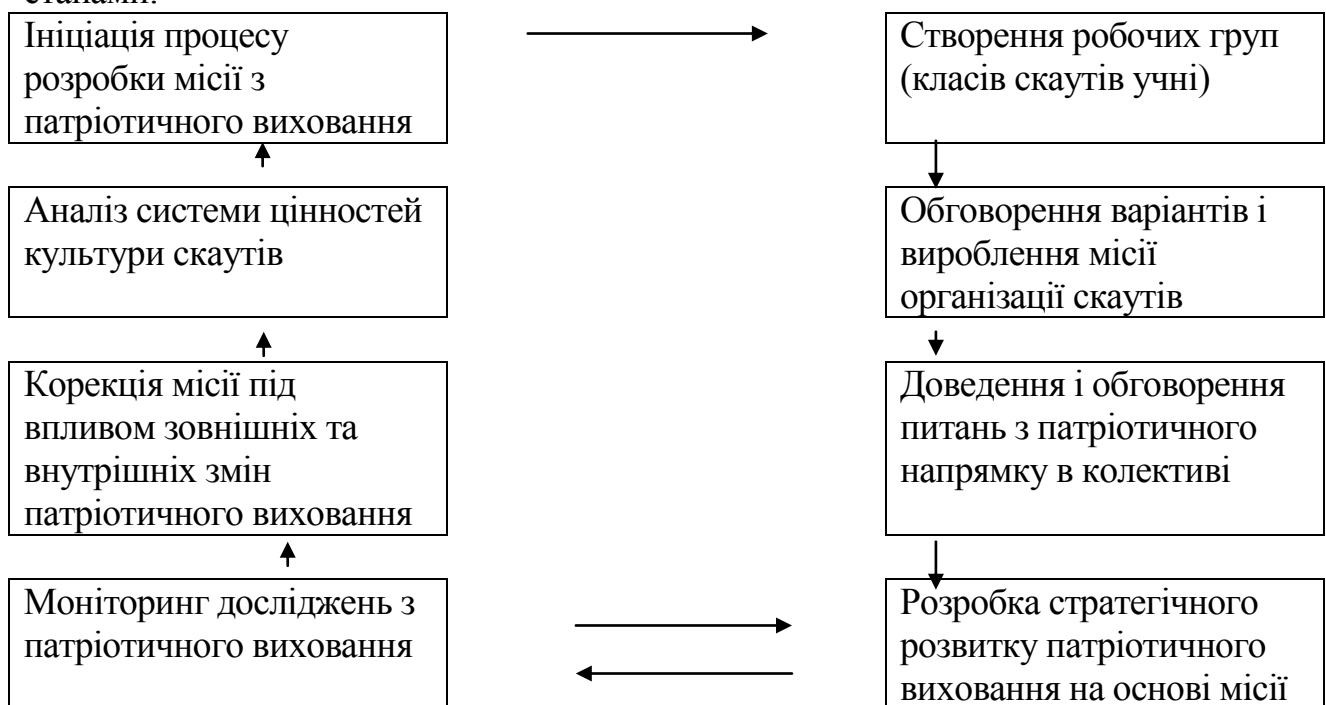 Ініціація процесу
розробки місії з
патріотичного виховання
Створення робочих груп
(класів скаутів учні)
Аналіз системи цінностей
культури скаутів
Обговорення варіантів і
вироблення місії
організації скаутів
Корекція місії під
впливом зовнішніх та
внутрішніх змін
патріотичного виховання
Доведення і обговорення
питань з патріотичного
напрямку в колективі
Моніторинг досліджень з
патріотичного виховання
Розробка стратегічного
розвитку патріотичного
виховання на основі місії